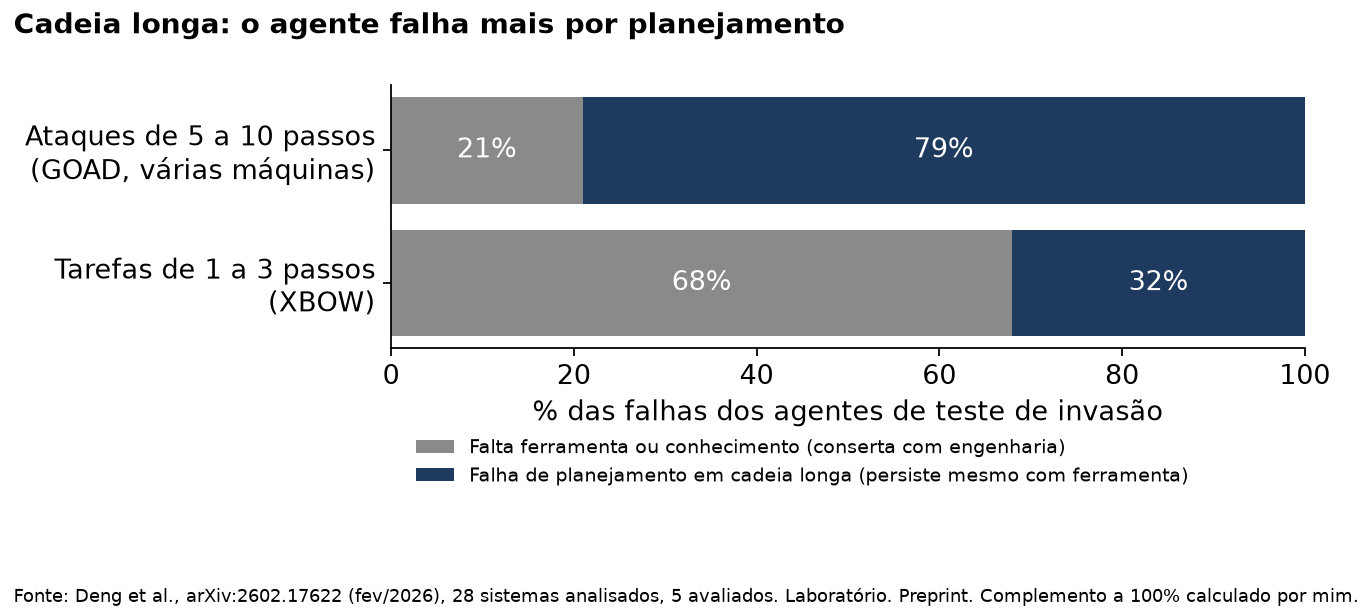 Cadeia longa: o agente falha mais por planejamento
Ataques de 5 a 10 passos
(GOAD, várias máquinas)
21%
79%
Tarefas de 1 a 3 passos
(XBOW)
68%
32%
0
20
40
60
80
100
% das falhas dos agentes de teste de invasão
Falta ferramenta ou conhecimento (conserta com engenharia)
Falha de planejamento em cadeia longa (persiste mesmo com ferramenta)
Fonte: Deng et al., arXiv:2602.17622 (fev/2026), 28 sistemas analisados, 5 avaliados. Laboratório. Preprint. Complemento a 100% calculado por mim.